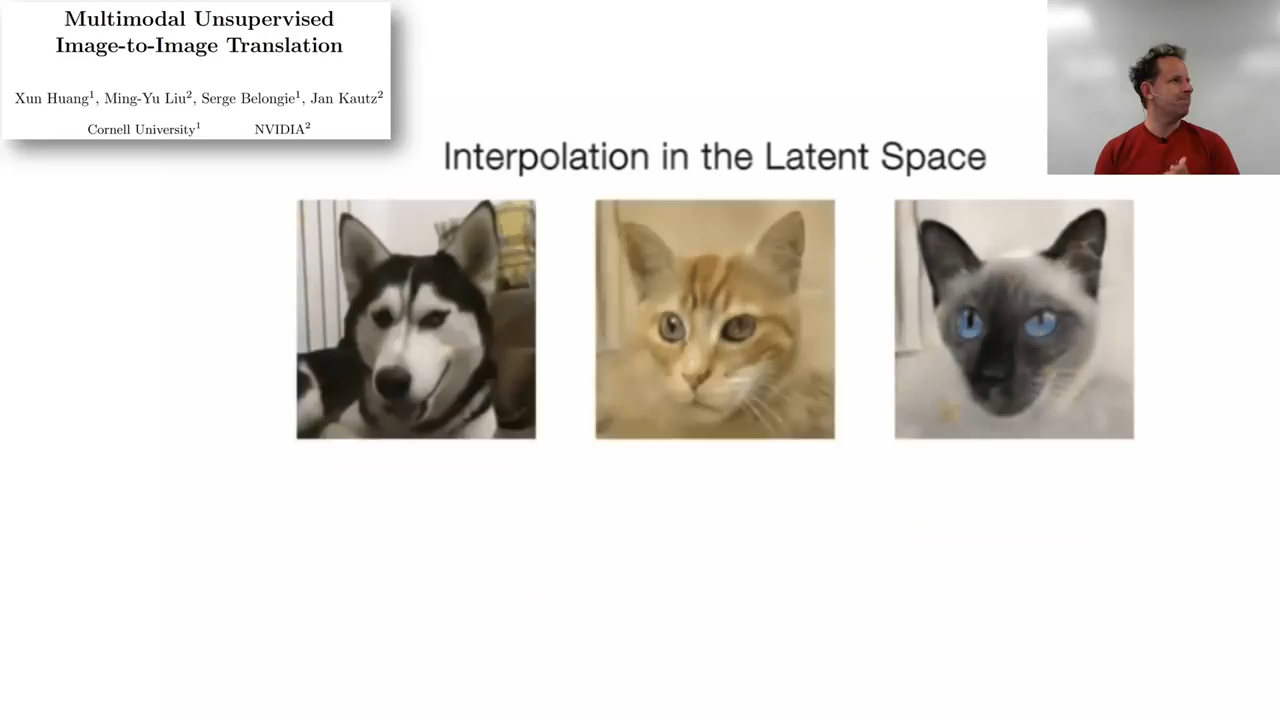 Multimodal Unsupervised
Image-to-Image Translation
Xun Huang¹, Ming-Yu Liu², Serge Belongie¹, Jan Kautz²
Cornell University¹ NVIDIA²
Interpolation in the Latent Space